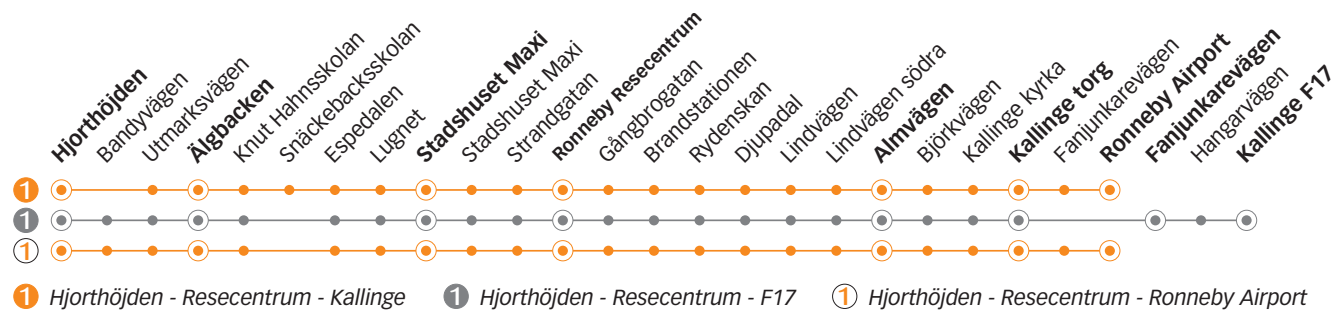 Hjorthöjden
Bandyvägen
Utmarksvägen
Älgbacken
Knut Hahnsskolan
Snäckebacksskolan
Espedalen
Lugnet
Stadshuset Maxi
Stadshuset Maxi
Strandgatan
Ronneby Resecentrum
Gångbrogatan
Brandstationen
Rydenskan
Djupadal
Lindvägen
Lindvägen södra
Almvägen
Björkvägen
Kallinge kyrka
Kallinge torg
Fanjunkarevägen
Ronneby Airport
Fanjunkarevägen
Hangarvägen
Kallinge F17
1
1
1
1 Hjorthöjden - Resecentrum - Kallinge 1 Hjorthöjden - Resecentrum - F17 1 Hjorthöjden - Resecentrum - Ronneby Airport